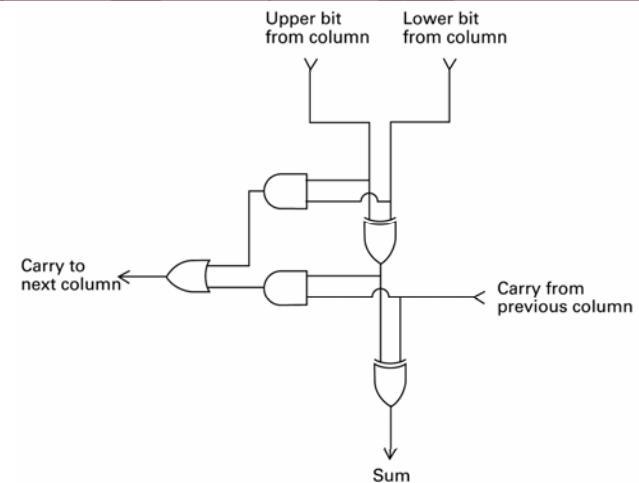 Upper bit
from column
Lower bit
from column
Carry to
next column
Carry from
previous column
Sum